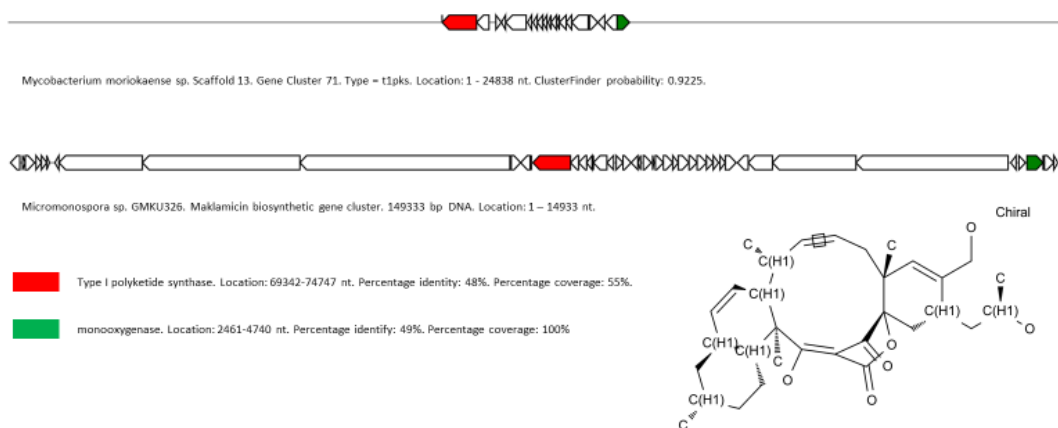 Mycobacterium moriokaense sp. Scaffold 13. Gene Cluster 71. Type = t1pks. Location: 1 - 24838 nt. ClusterFinder probability: 0.9225.
Micromonospora sp. GMKU326. Maklamicin biosynthetic gene cluster. 149333 bp DNA. Location: 1 – 14933 nt.
Chiral
O
C
C
C
C(H1)
C(H1)
C(H1)
C(H1)
C(H1)
C(H1)
C
O
O
O
O
O
C(H1)
C
Type I polyketide synthase. Location: 69342-74747 nt. Percentage identity: 48%. Percentage coverage: 55%.
monooxygenase. Location: 2461-4740 nt. Percentage identify: 49%. Percentage coverage: 100%